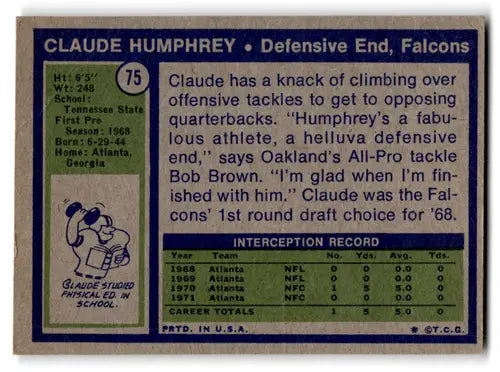 CLAUDE HUMPHREY • Defensive End, Falcons
75
Ht: 6'5"
Wt: 248
School:
Tennessee State
First Pro
Season: 1968
Born: 6-29-44
Home: Atlanta,
Georgia
CLAUDE STUDIED
PHYSICAL ED. IN
SCHOOL.
Claude has a knack of climbing over
offensive tackles to get to opposing
quarterbacks. "Humphrey's a fabu-
lous athlete, a helluva defensive
end," says Oakland's All-Pro tackle
Bob Brown. "I'm glad when I'm fin-
ished with him." Claude was the Fal-
cons' 1st round draft choice for '68.
INTERCEPTION RECORD
Year Team No. Yds. Avg. Tds.
1968 Atlanta NFL 0 0 0.0 0
1969 Atlanta NFL 0 0 0.0 0
1970 Atlanta NFC 1 5 5.0 0
1971 Atlanta NFC 0 0 0.0 0
CAREER TOTALS 1 5 5.0 0
PRTD. IN U.S.A. * © T.C.G.